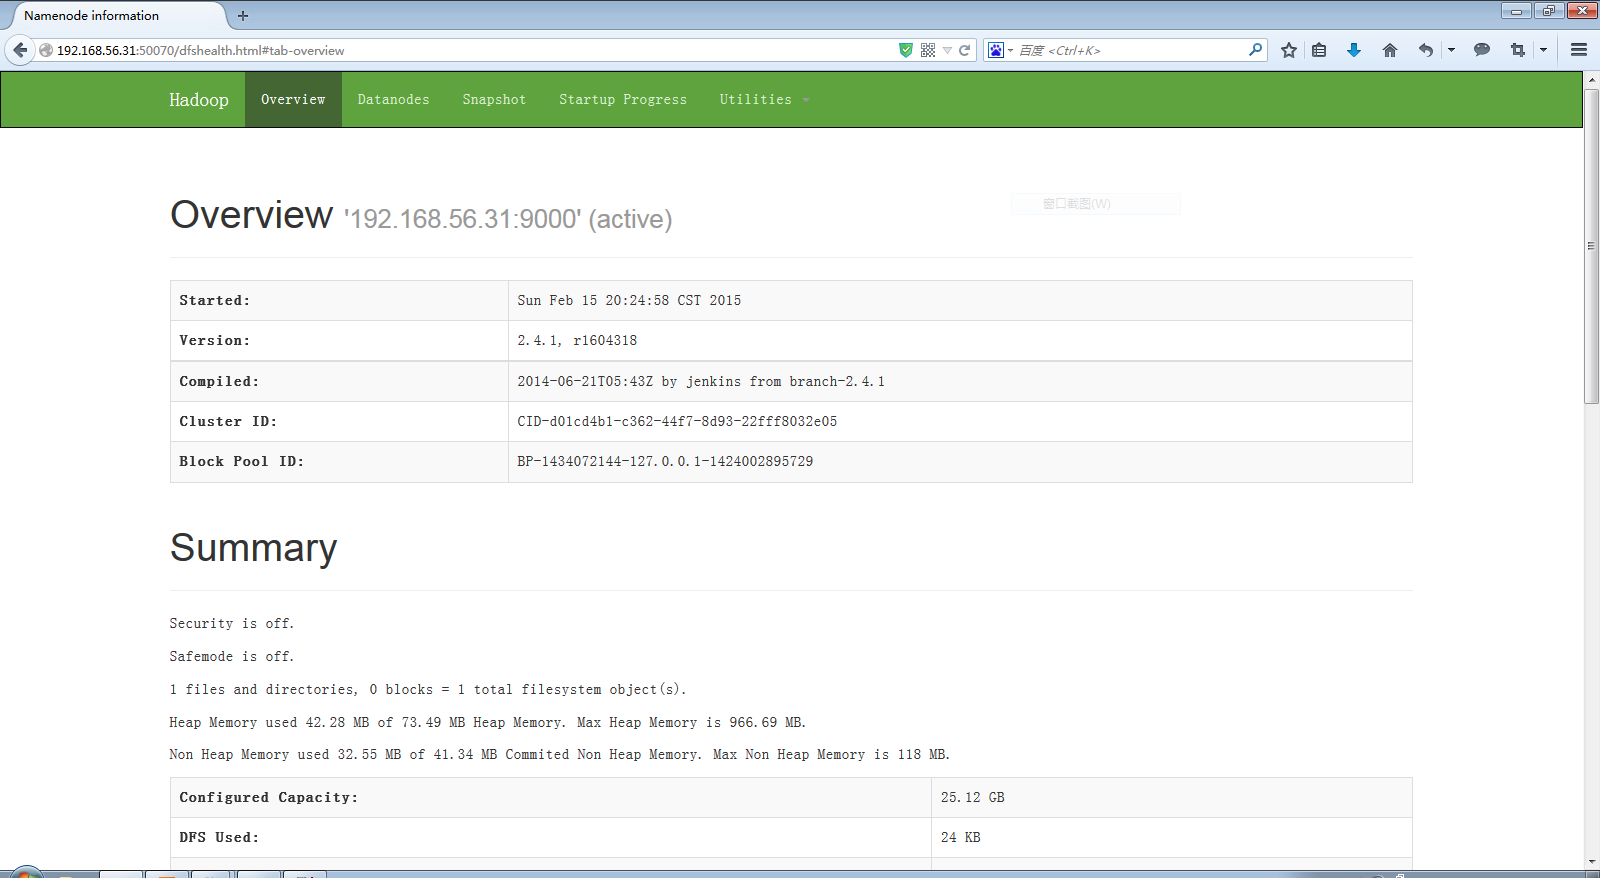 Namenode information
192.168.56.31:50070/dfshealth.html#tab-overview
百度 <Ctrl+K>
Hadoop Overview Datanodes Snapshot Startup Progress Utilities
窗口截图(W)
Overview '192.168.56.31:9000' (active)
Started: Sun Feb 15 20:24:58 CST 2015
Version: 2.4.1, r1604318
Compiled: 2014-06-21T05:43Z by jenkins from branch-2.4.1
Cluster ID: CID-d01cd4b1-c362-44f7-8d93-22fff8032e05
Block Pool ID: BP-1434072144-127.0.0.1-1424002895729
Summary
Security is off.
Safemode is off.
1 files and directories, 0 blocks = 1 total filesystem object(s).
Heap Memory used 42.28 MB of 73.49 MB Heap Memory. Max Heap Memory is 966.69 MB.
Non Heap Memory used 32.55 MB of 41.34 MB Commited Non Heap Memory. Max Non Heap Memory is 118 MB.
Configured Capacity: 25.12 GB
DFS Used: 24 KB